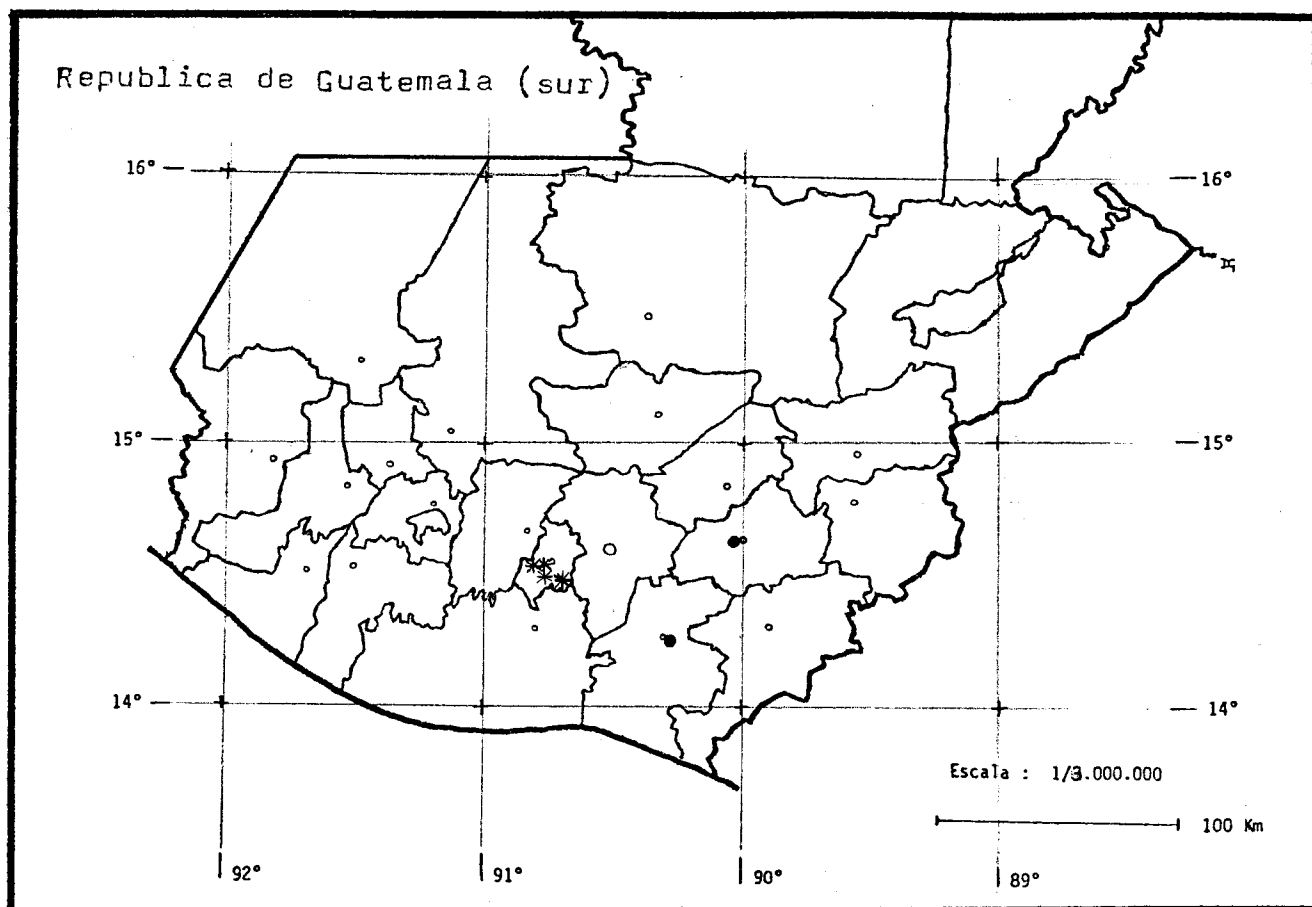 Republica de Guatemala (sur)
16° 16°
15° 15°
14° 14°
Escala : 1/3.000.000
100 Km
92° 91° 90° 89°